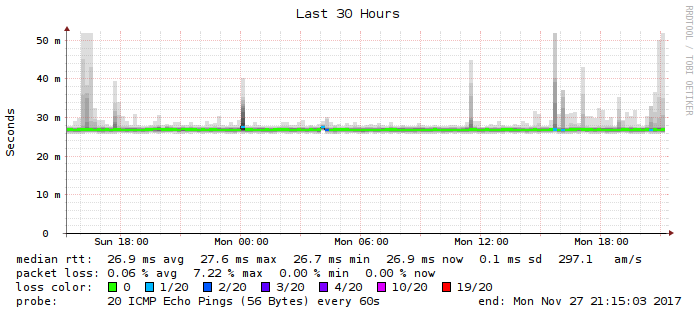 Last 30 Hours
RRDTOOL / TOBI OETIKER
Seconds
50 m
40 m
30 m
20 m
10 m
0
Sun 18:00 Mon 00:00 Mon 06:00 Mon 12:00 Mon 18:00
median rtt: 26.9 ms avg 27.6 ms max 26.7 ms min 26.9 ms now 0.1 ms sd 297.1 am/s
packet loss: 0.06 % avg 7.22 % max 0.00 % min 0.00 % now
loss color: 0 1/20 2/20 3/20 4/20 10/20 19/20
probe: 20 ICMP Echo Pings (56 Bytes) every 60s end: Mon Nov 27 21:15:03 2017